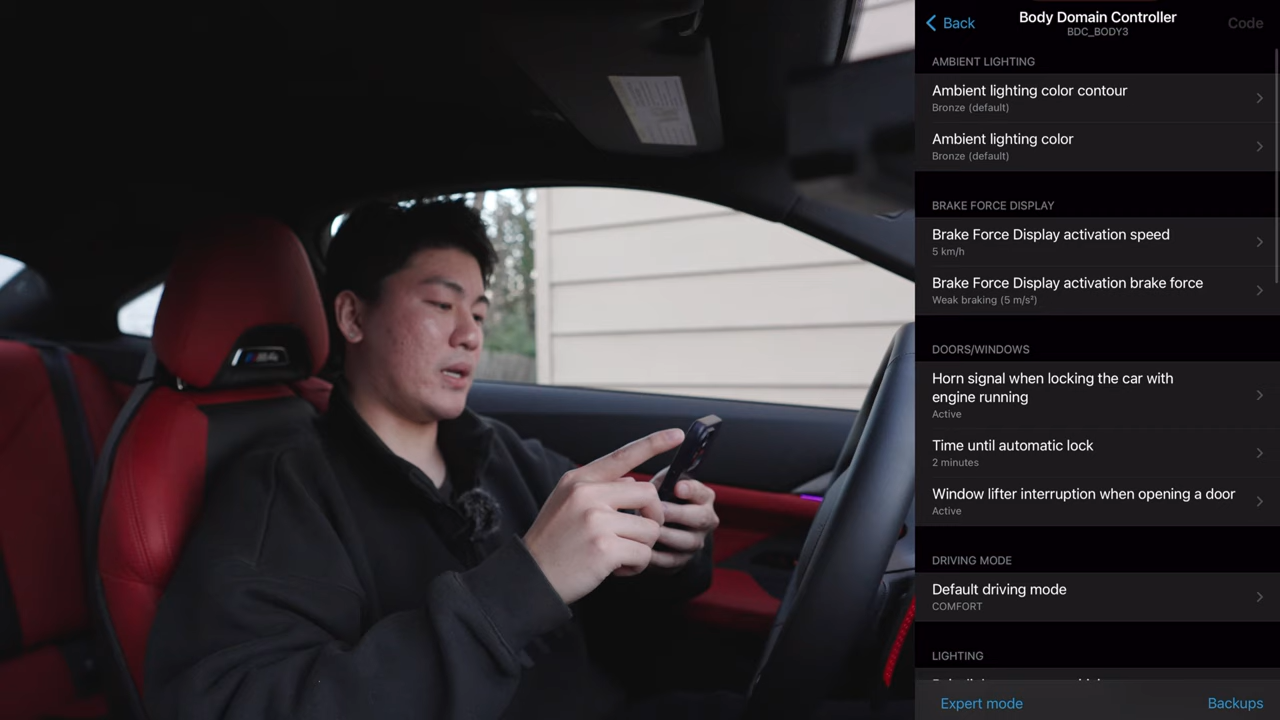 Back
Body Domain Controller
BDC_BODY3
Code
AMBIENT LIGHTING
Ambient lighting color contour
Bronze (default)
Ambient lighting color
Bronze (default)
BRAKE FORCE DISPLAY
Brake Force Display activation speed
5 km/h
Brake Force Display activation brake force
Weak braking (5 m/s²)
DOORS/WINDOWS
Horn signal when locking the car with
engine running
Active
Time until automatic lock
2 minutes
Window lifter interruption when opening a door
Active
DRIVING MODE
Default driving mode
COMFORT
LIGHTING
Expert mode
Backups
M4